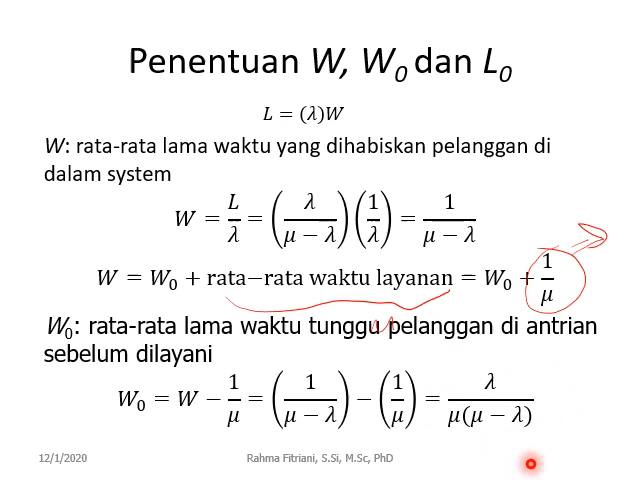 Penentuan W, W₀ dan L₀
L = (λ)W
W: rata-rata lama waktu yang dihabiskan pelanggan di
dalam system
W = L/λ = (λ/(μ − λ))(1/λ) = 1/(μ − λ)
W = W₀ + rata−rata waktu layanan = W₀ + 1/μ
W₀: rata-rata lama waktu tunggu pelanggan di antrian
sebelum dilayani
W₀ = W − 1/μ = (1/(μ − λ)) − (1/μ) = λ/(μ(μ − λ))
12/1/2020 Rahma Fitriani, S.Si, M.Sc, PhD